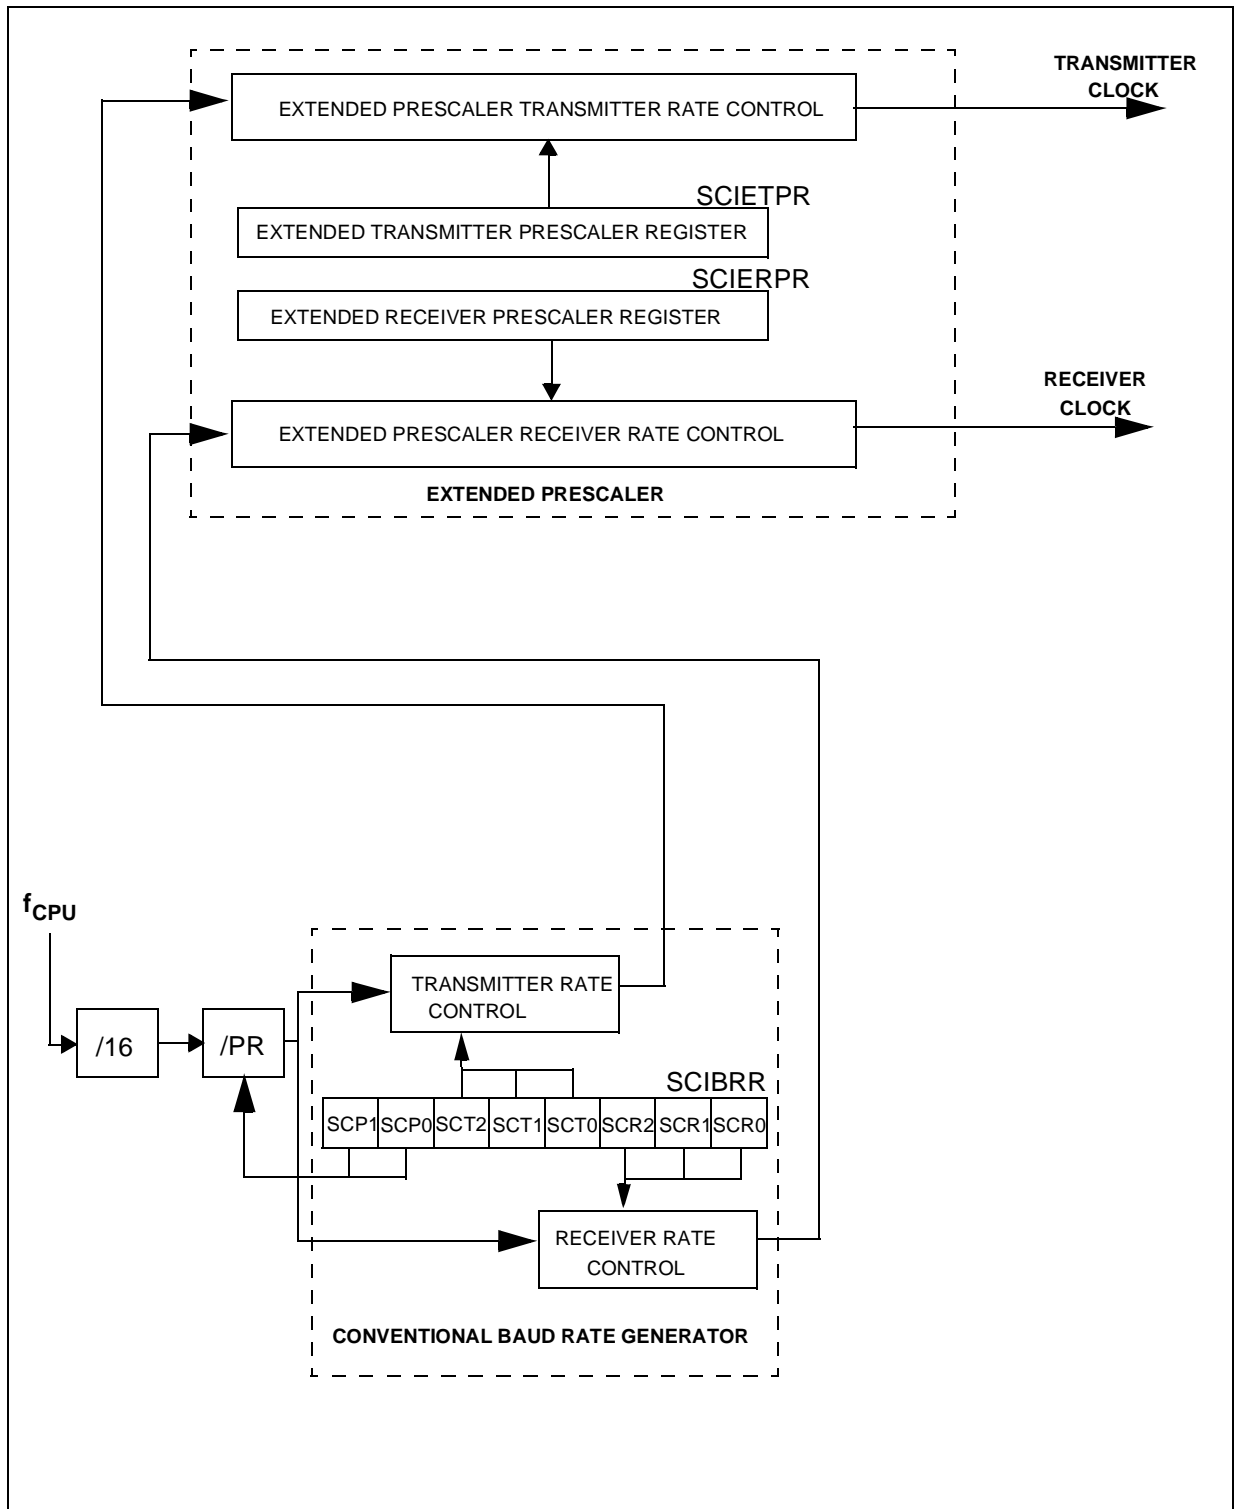 TRANSMITTER
CLOCK
EXTENDED PRESCALER TRANSMITTER RATE CONTROL
SCIETPR
EXTENDED TRANSMITTER PRESCALER REGISTER
SCIERPR
EXTENDED RECEIVER PRESCALER REGISTER
RECEIVER
CLOCK
EXTENDED PRESCALER RECEIVER RATE CONTROL
EXTENDED PRESCALER
fCPU
TRANSMITTER RATE
CONTROL
/16
/PR
SCIBRR
SCP1 SCP0 SCT2 SCT1 SCT0 SCR2 SCR1 SCR0
RECEIVER RATE
CONTROL
CONVENTIONAL BAUD RATE GENERATOR